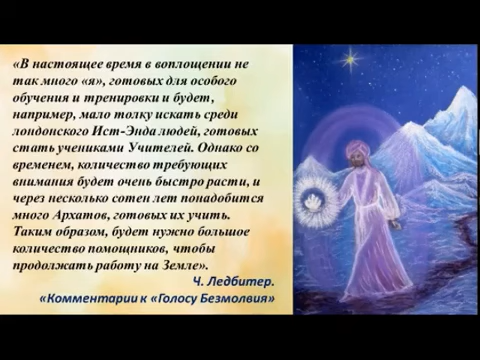 «В настоящее время в воплощении не
так много «я», готовых для особого
обучения и тренировки и будет,
например, мало толку искать среди
лондонского Ист-Энда людей, готовых
стать учениками Учителей. Однако со
временем, количество требующих
внимания будет очень быстро расти, и
через несколько сотен лет понадобится
много Архатов, готовых их учить.
Таким образом, будет нужно большое
количество помощников, чтобы
продолжать работу на Земле».
Ч. Ледбитер.
«Комментарии к «Голосу Безмолвия»